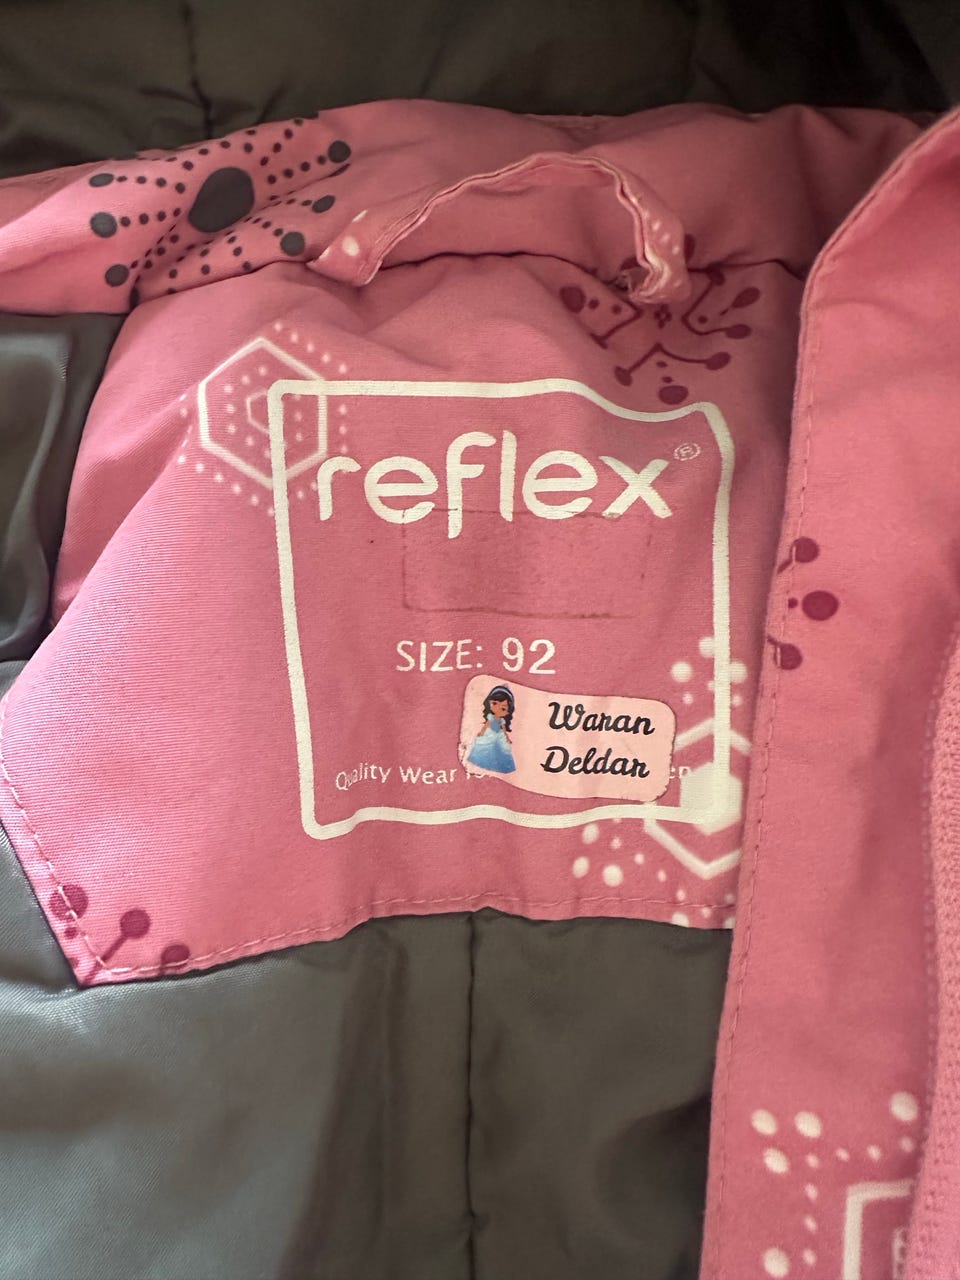 reflex®
SIZE: 92
Waran
Deldar
Quality Wear